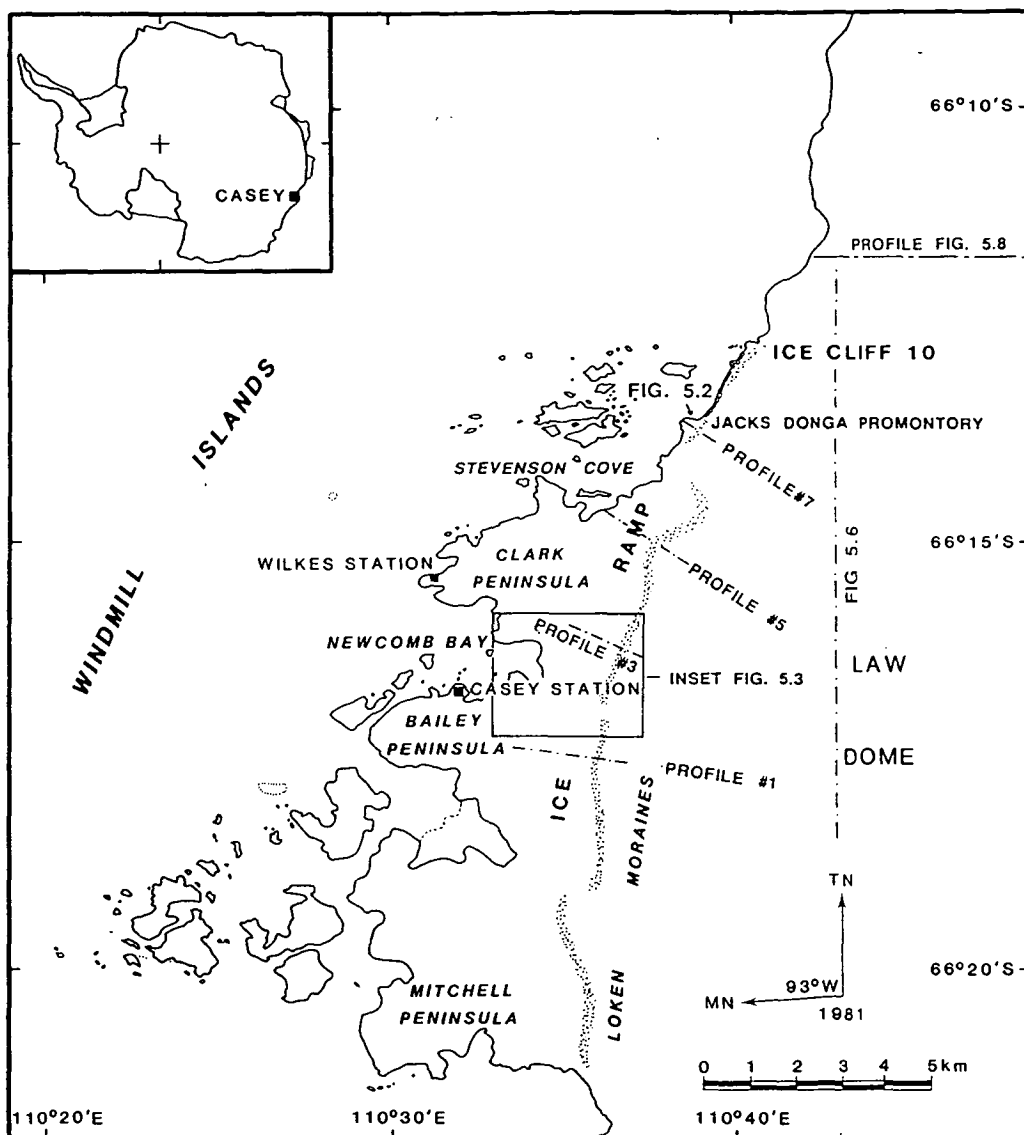 CASEY
66°10'S
PROFILE FIG. 5.8
ICE CLIFF 10
FIG. 5.2
JACKS DONGA PROMONTORY
ISLANDS
STEVENSON COVE
PROFILE#7
RAMP
66°15'S
WILKES STATION
CLARK
PENINSULA
PROFILE #5
FIG 5.6
WINDMILL
NEWCOMB BAY
PROFILE #3
LAW
INSET FIG. 5.3
CASEY STATION
BAILEY
PENINSULA
DOME
PROFILE #1
ICE
MORAINES
TN
66°20'S
93°W
MN
1981
MITCHELL
PENINSULA
LOKEN
0 1 2 3 4 5km
110°20'E
110°30'E
110°40'E